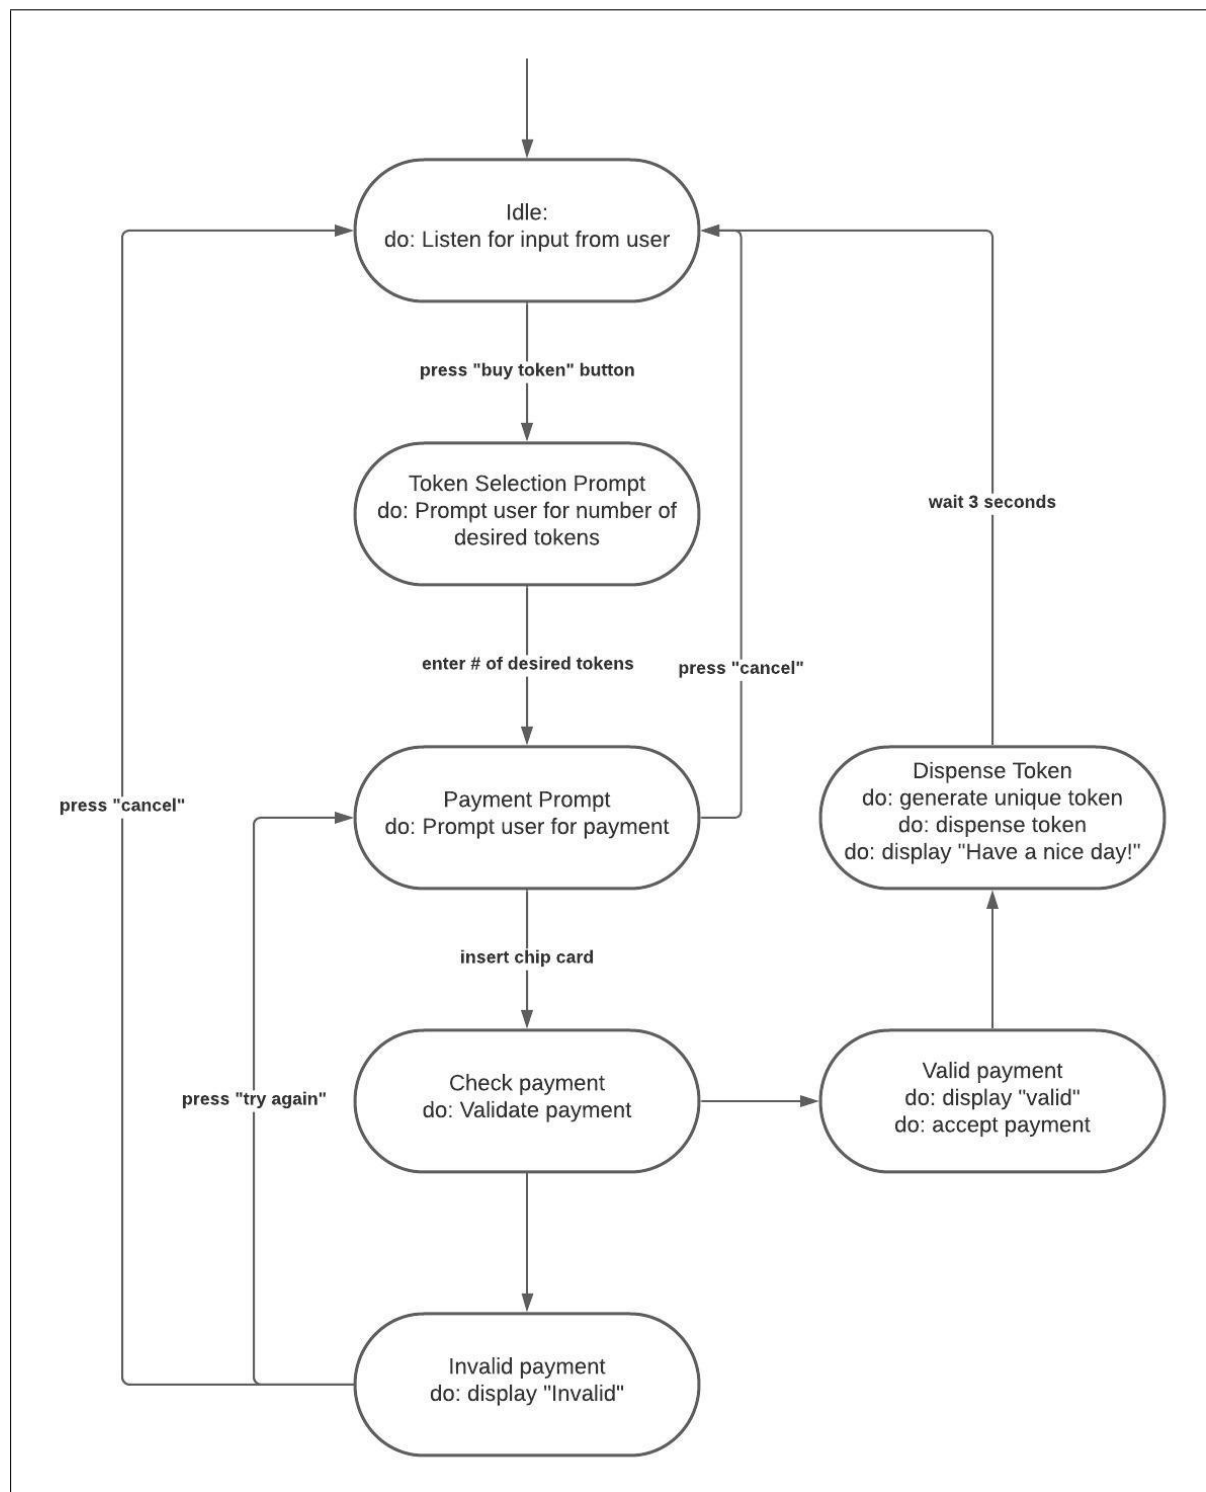 Idle:
do: Listen for input from user
press "buy token" button
Token Selection Prompt
do: Prompt user for number of
desired tokens
wait 3 seconds
enter # of desired tokens
press "cancel"
Payment Prompt
do: Prompt user for payment
Dispense Token
do: generate unique token
do: dispense token
do: display "Have a nice day!"
press "cancel"
insert chip card
press "try again"
Check payment
do: Validate payment
Valid payment
do: display "valid"
do: accept payment
Invalid payment
do: display "Invalid"